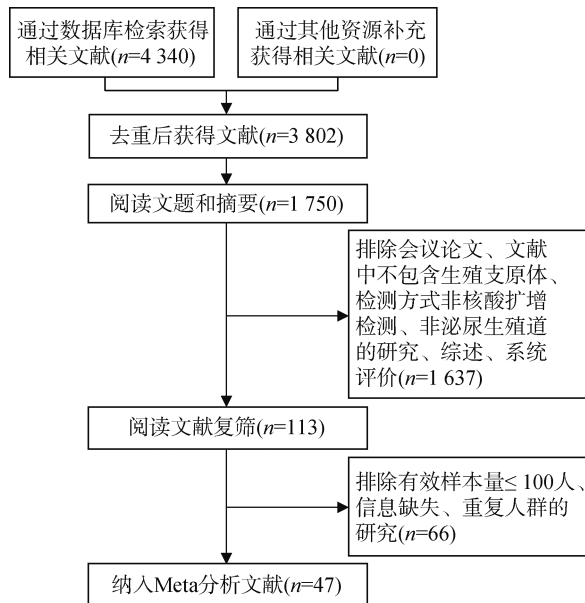 通过数据库检索获得
相关文献(n=4 340)
通过其他资源补充
获得相关文献(n=0)
去重后获得文献(n=3 802)
阅读文题和摘要(n=1 750)
排除会议论文、文献
中不包含生殖支原体、
检测方式非核酸扩增
检测、非泌尿生殖道
的研究、综述、系统
评价(n=1 637)
阅读文献复筛(n=113)
排除有效样本量≤ 100人、
信息缺失、重复人群的
研究(n=66)
纳入Meta分析文献(n=47)